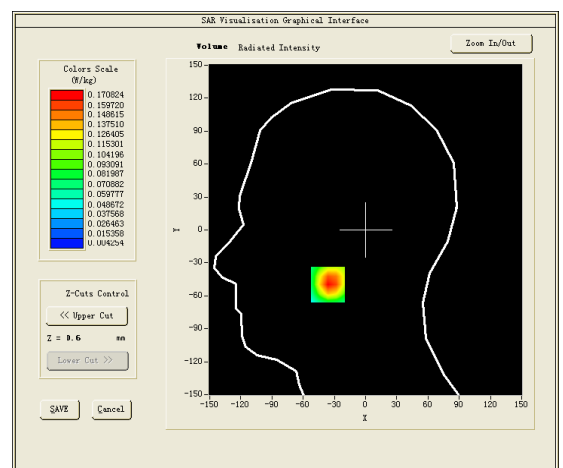 SAR Visualisation Graphical Interface
Volume Radiated Intensity
Zoom In/Out
Colors Scale
(W/kg)
0.170824
0.159720
0.148615
0.137510
0.126405
0.115301
0.104196
0.093091
0.081987
0.070882
0.059777
0.048672
0.037568
0.026463
0.015358
0.004254
Z-Cuts Control
<< Upper Cut
Z = 0.6 mm
Lower Cut >>
SAVE Cancel
150
120
90
60
30
0
-30
-60
-90
-120
-150
Y
-150 -120 -90 -60 -30 0 30 60 90 120 150
X